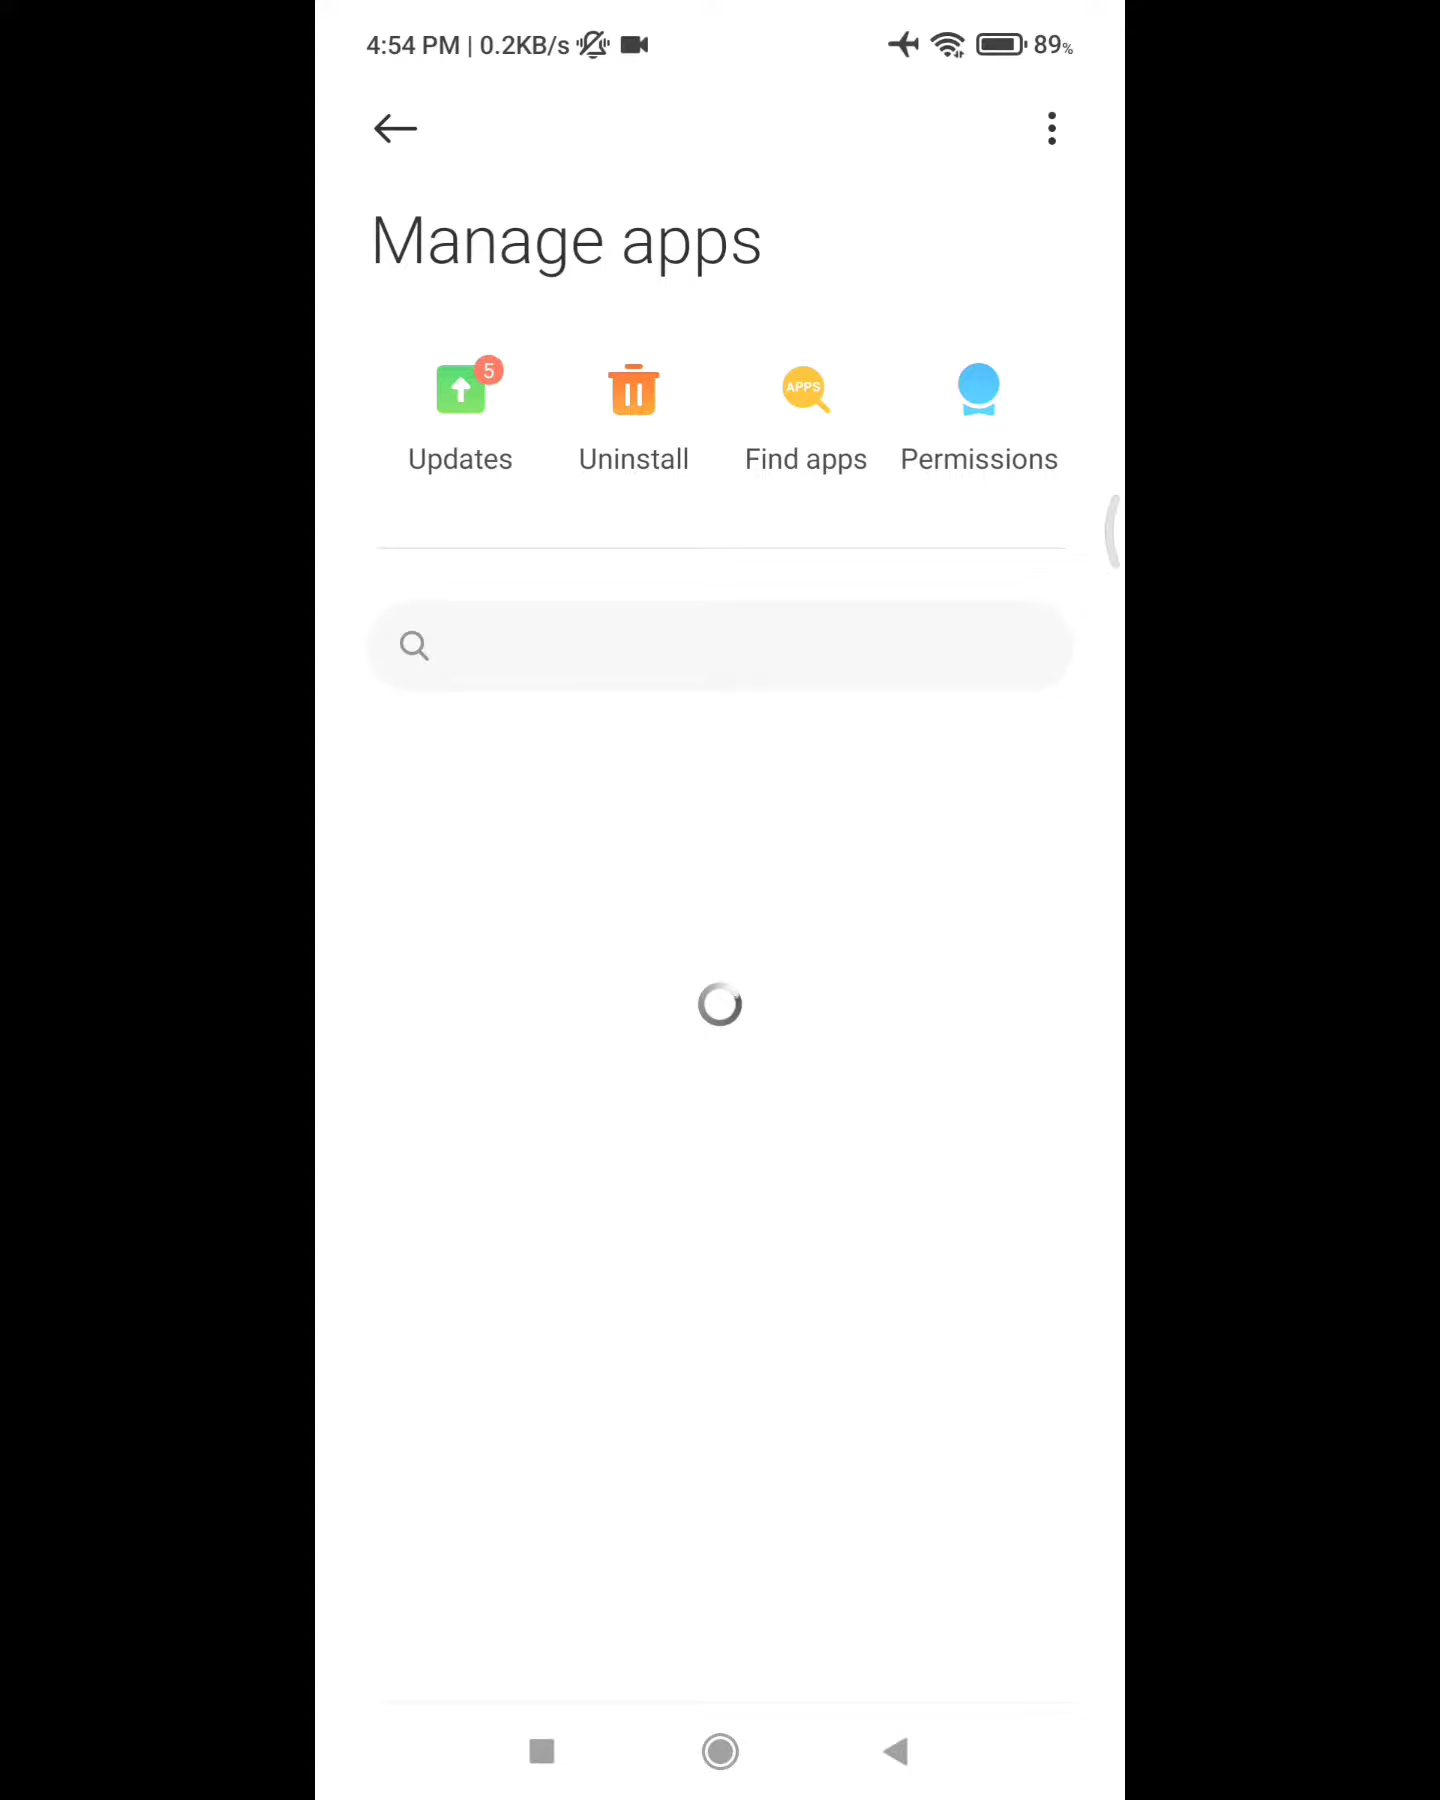 4:54 PM | 0.2KB/s 89%
Manage apps
5
APPS
Updates Uninstall Find apps Permissions